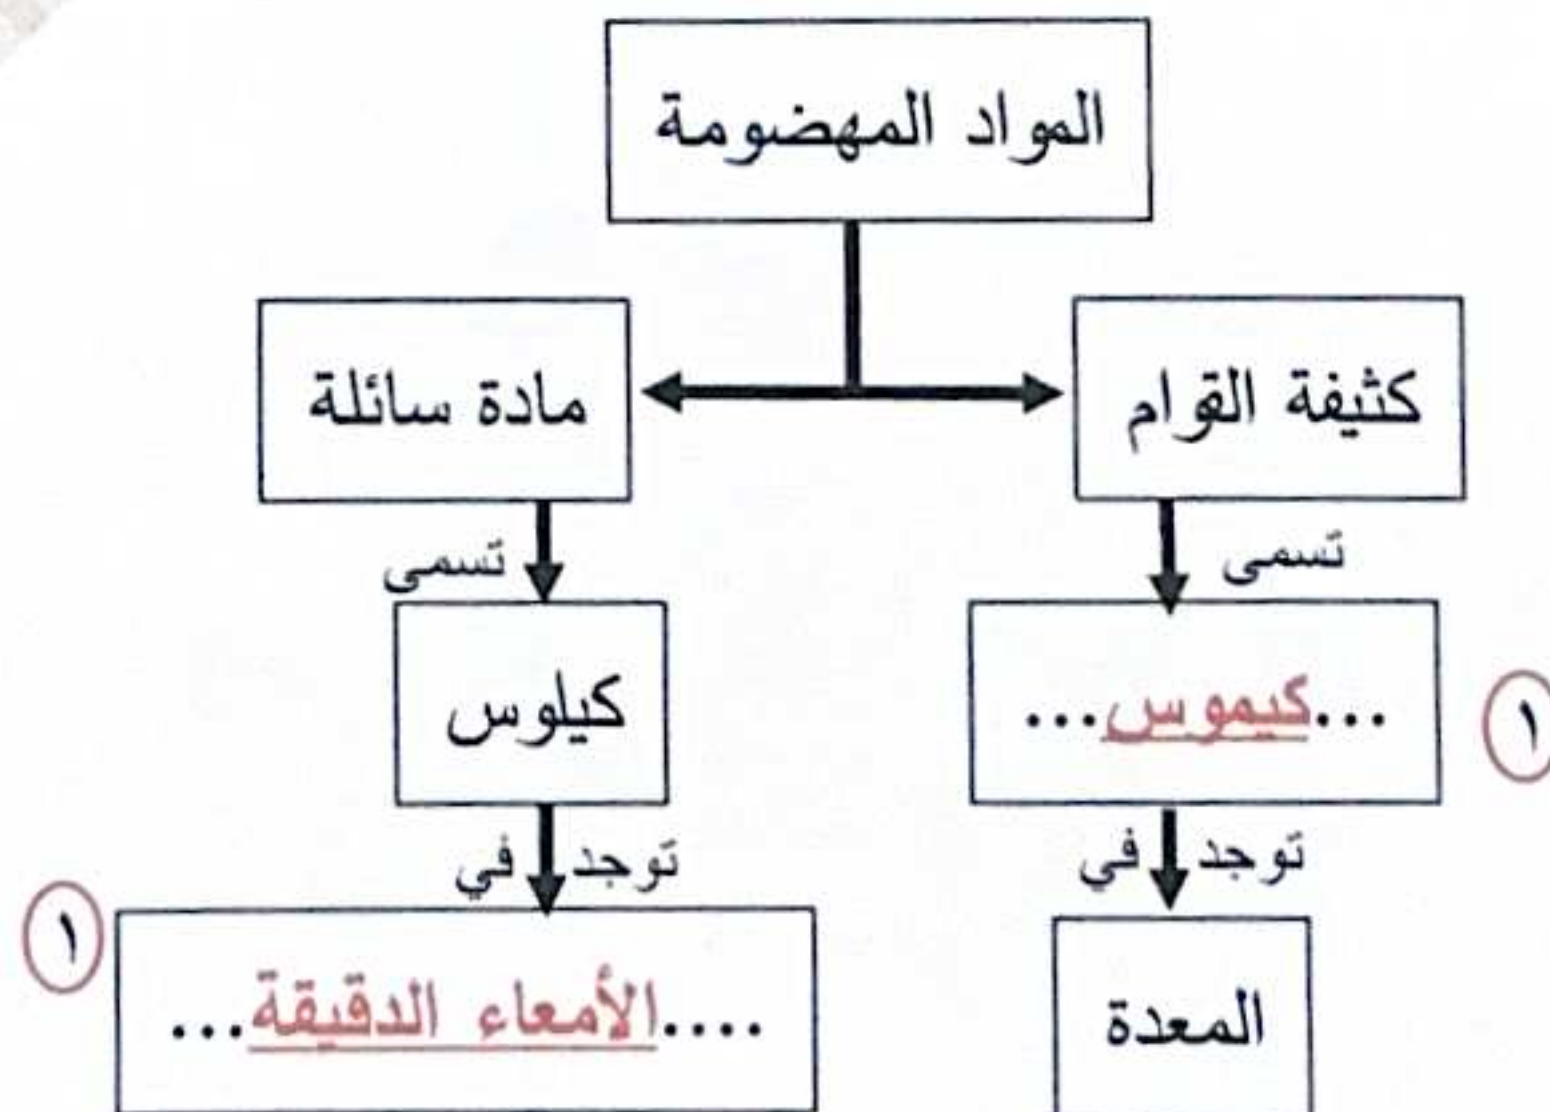 المواد المهضومة
كثيفة القوام
مادة سائلة
تسمى
تسمى
...كيموس...
١
كيلوس
توجد في
توجد في
المعدة
....الأمعاء الدقيقة...
١